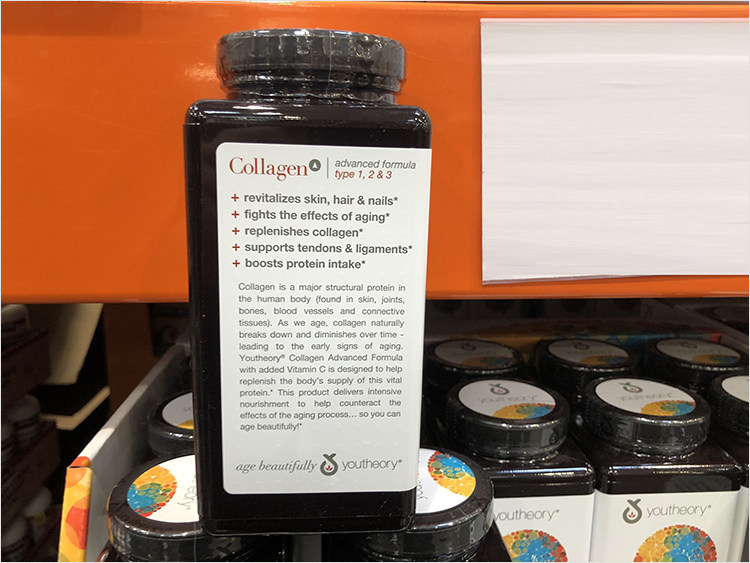 Collagen
advanced formula
type 1, 2 & 3
+ revitalizes skin, hair & nails*
+ fights the effects of aging*
+ replenishes collagen*
+ supports tendons & ligaments*
+ boosts protein intake*
Collagen is a major structural protein in
the human body (found in skin, joints,
bones, blood vessels and connective
tissues). As we age, collagen naturally
breaks down and diminishes over time -
leading to the early signs of aging.
Youtheory® Collagen Advanced Formula
with added Vitamin C is designed to help
replenish the body's supply of this vital
protein.* This product delivers intensive
nourishment to help counteract the
effects of the aging process... so you can
age beautifully!*
age beautifully youtheory®
youtheory
youtheory®
youtheory
youtheory